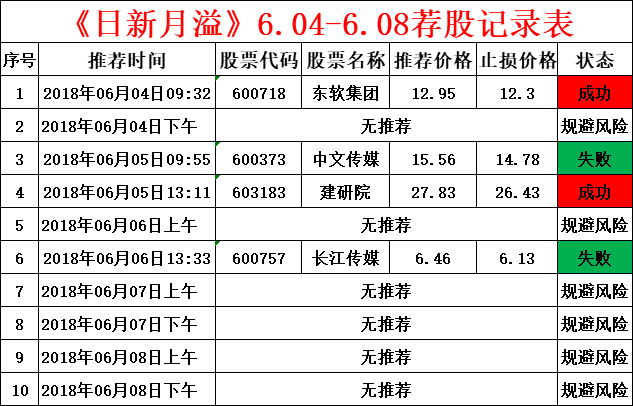 《日新月溢》6.04-6.08荐股记录表
序号 推荐时间 股票代码 股票名称 推荐价格 止损价格 状态
1 2018年06月04日09:32 600718 东软集团 12.95 12.3 成功
2 2018年06月04日下午 无推荐 规避风险
3 2018年06月05日09:55 600373 中文传媒 15.56 14.78 失败
4 2018年06月05日13:11 603183 建研院 27.83 26.43 成功
5 2018年06月06日上午 无推荐 规避风险
6 2018年06月06日13:33 600757 长江传媒 6.46 6.13 失败
7 2018年06月07日上午 无推荐 规避风险
8 2018年06月07日下午 无推荐 规避风险
9 2018年06月08日上午 无推荐 规避风险
10 2018年06月08日下午 无推荐 规避风险